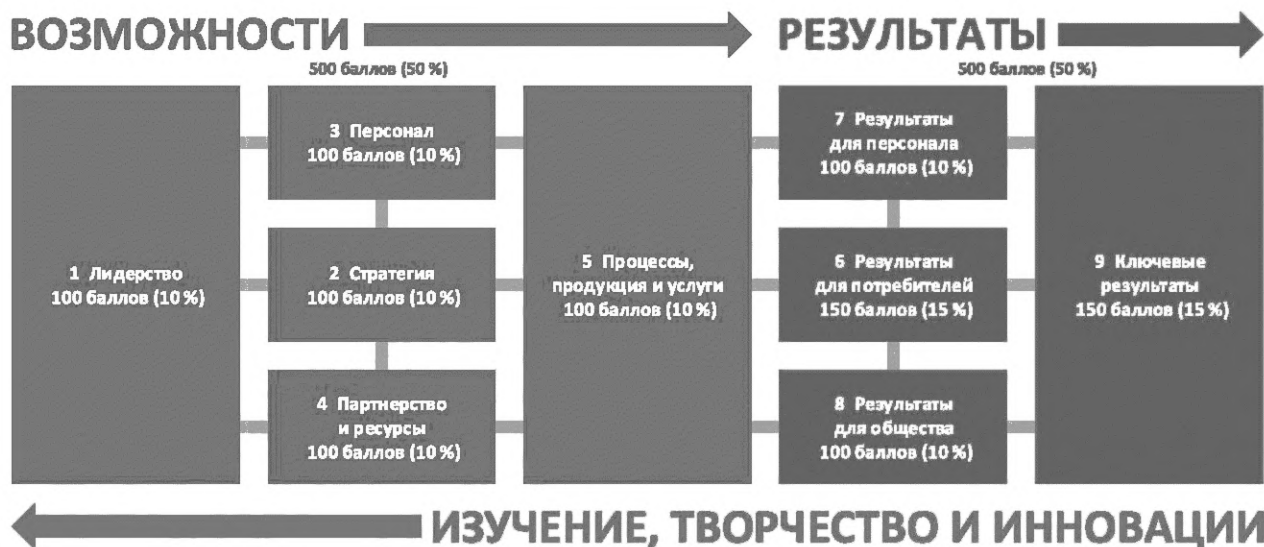 ВОЗМОЖНОСТИ
500 баллов (50 %)
РЕЗУЛЬТАТЫ
500 баллов (50 %)
1 Лидерство
100 баллов (10 %)
3 Персонал
100 баллов (10 %)
2 Стратегия
100 баллов (10 %)
4 Партнерство
и ресурсы
100 баллов (10 %)
5 Процессы,
продукция и услуги
100 баллов (10 %)
7 Результаты
для персонала
100 баллов (10 %)
6 Результаты
для потребителей
150 баллов (15 %)
8 Результаты
для общества
100 баллов (10 %)
9 Ключевые
результаты
150 баллов (15 %)
ИЗУЧЕНИЕ, ТВОРЧЕСТВО И ИННОВАЦИИ